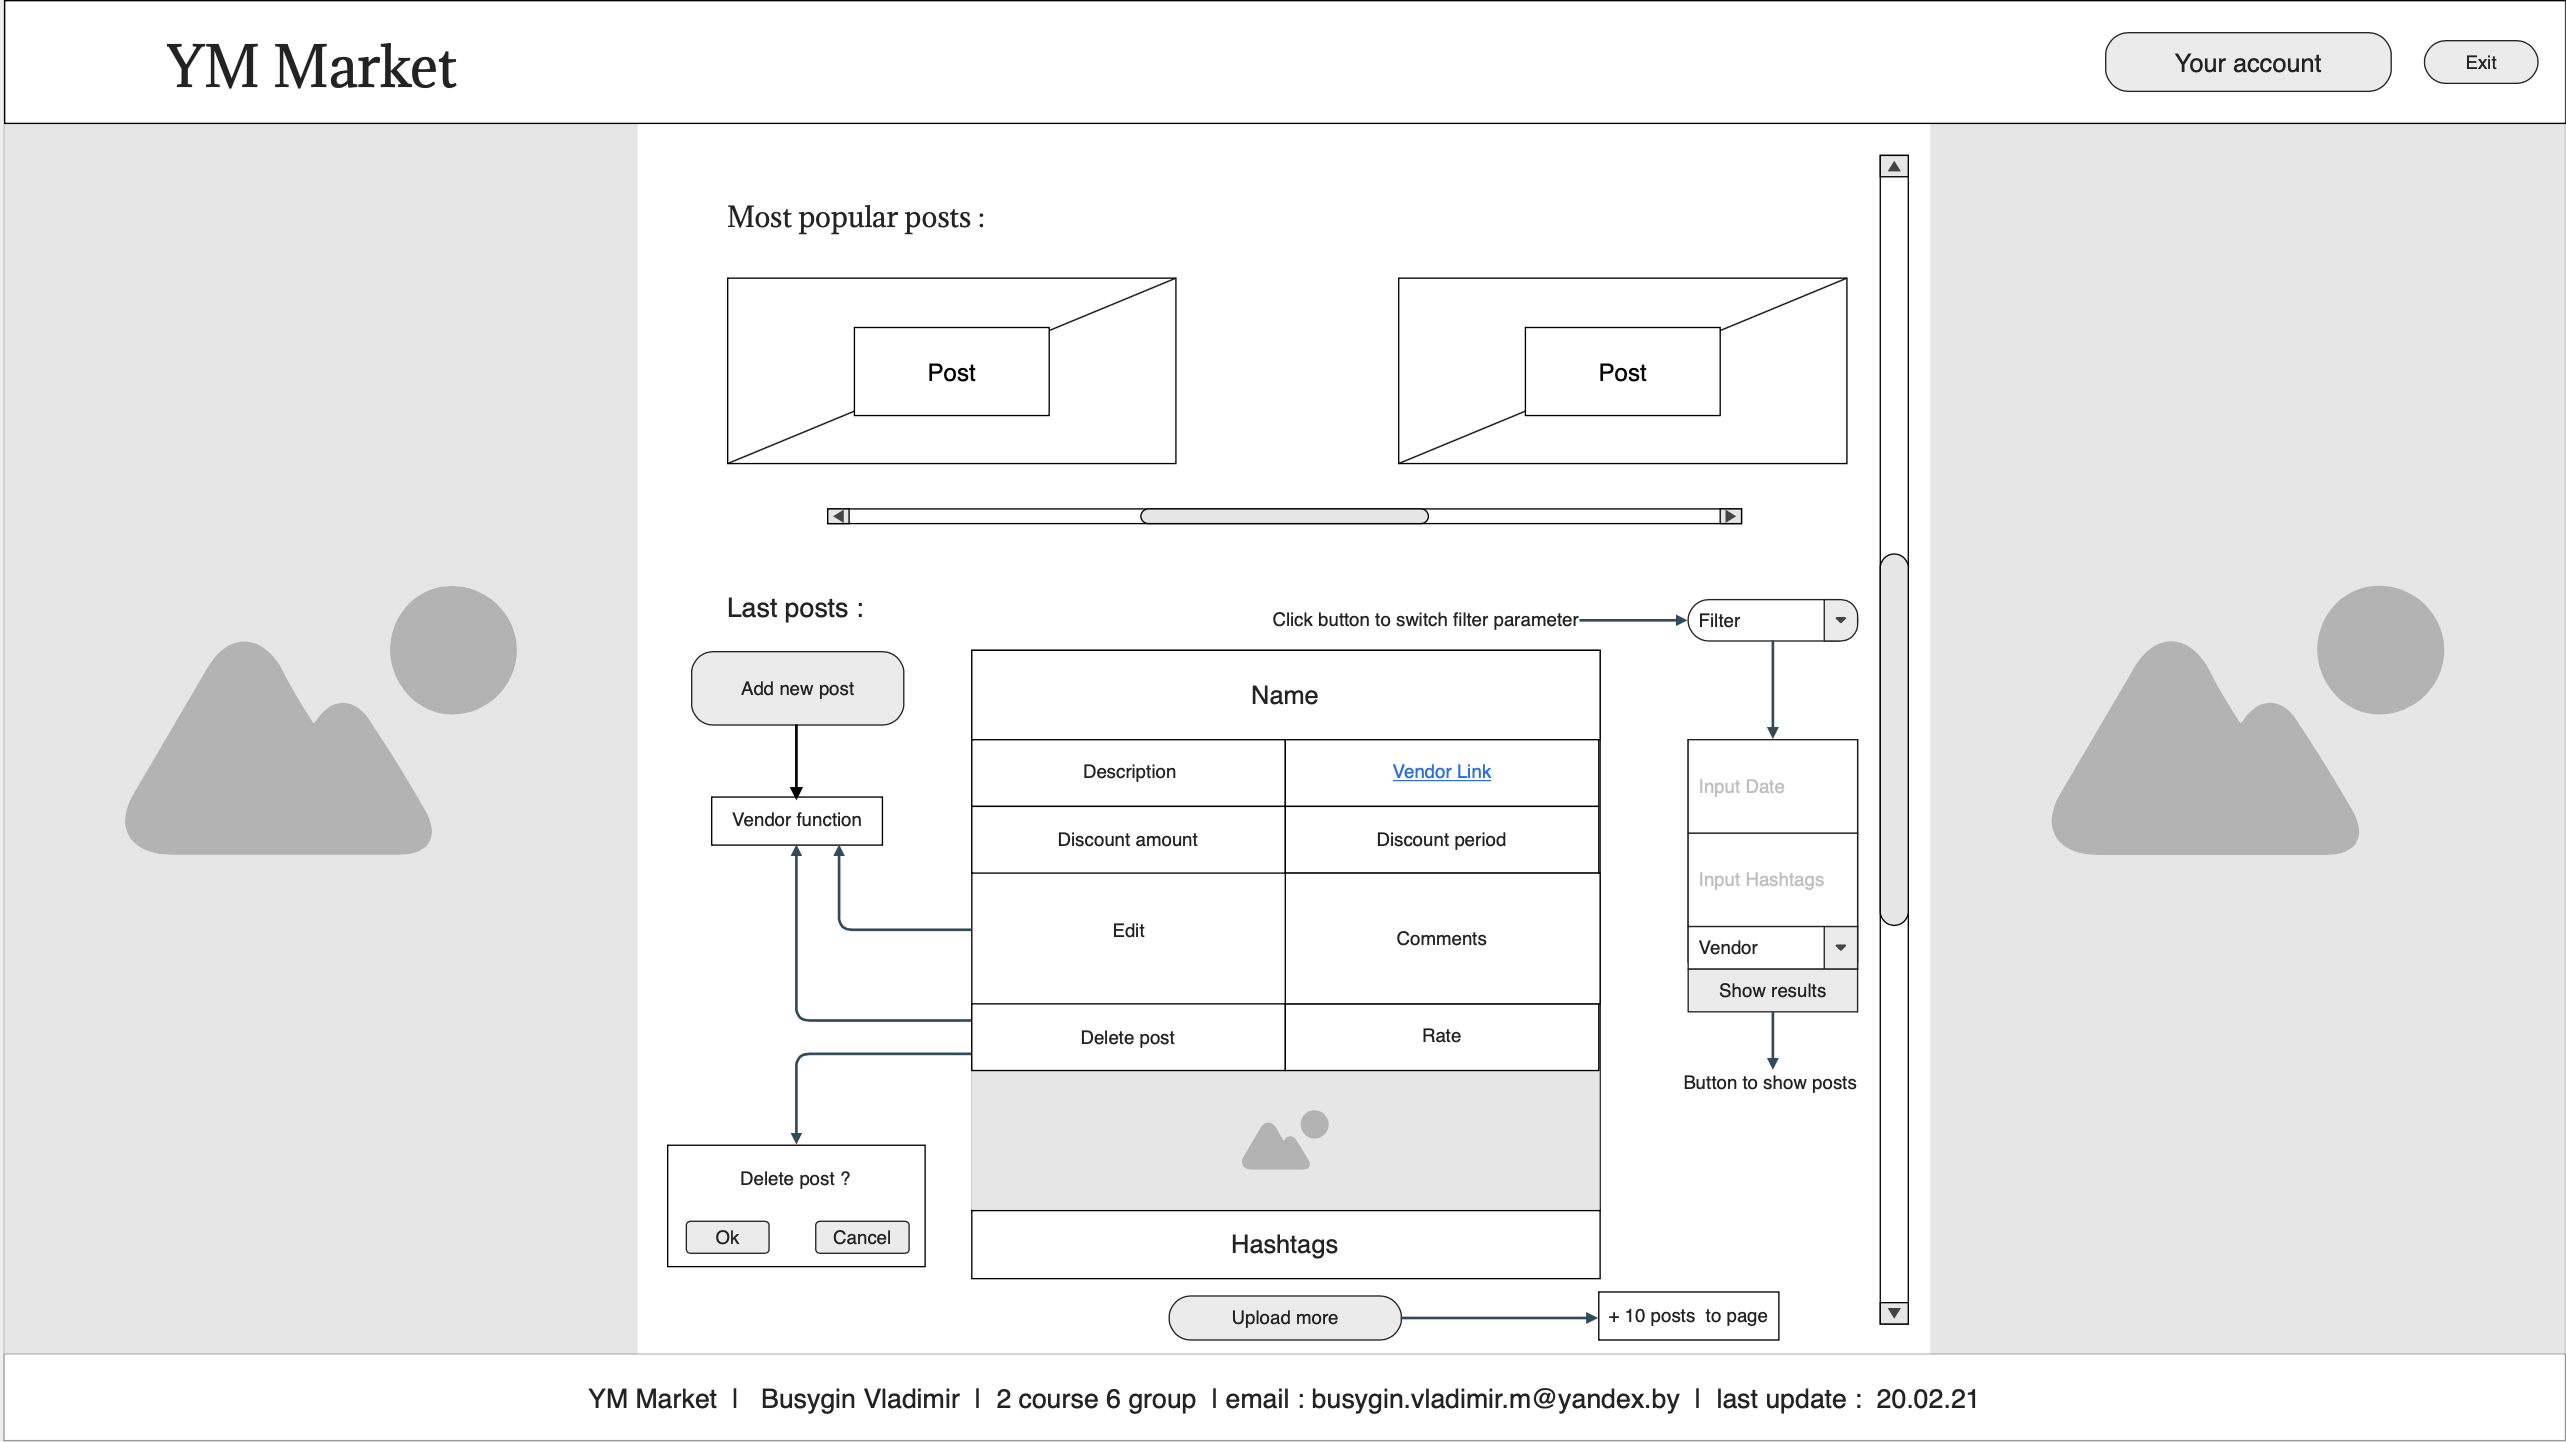 YM Market
Your account
Exit
Most popular posts :
Post
Post
Last posts :
Click button to switch filter parameter
Filter
Add new post
Name
Description
Vendor Link
Input Date
Vendor function
Discount amount
Discount period
Input Hashtags
Edit
Comments
Vendor
Show results
Delete post
Rate
Button to show posts
Delete post ?
Ok
Cancel
Hashtags
Upload more
+ 10 posts to page
YM Market | Busygin Vladimir | 2 course 6 group | email : busygin.vladimir.m@yandex.by | last update : 20.02.21